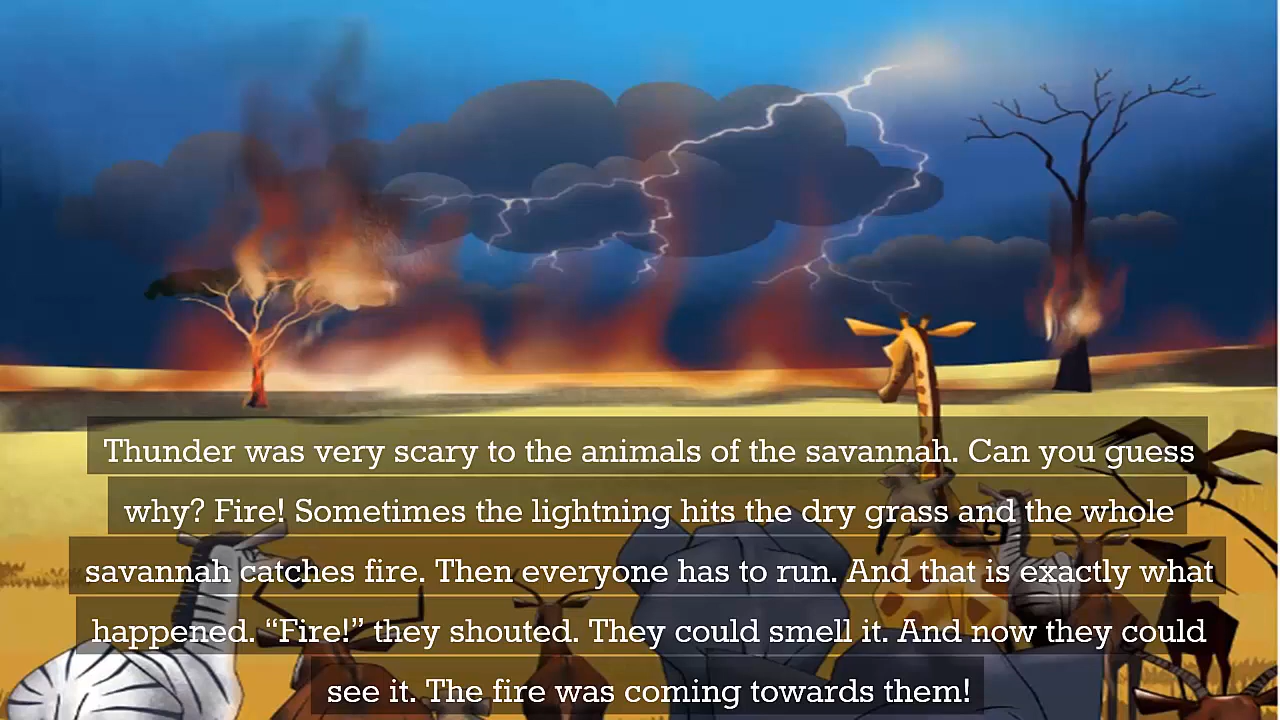 Thunder was very scary to the animals of the savannah. Can you guess
why? Fire! Sometimes the lightning hits the dry grass and the whole
savannah catches fire. Then everyone has to run. And that is exactly what
happened. “Fire!” they shouted. They could smell it. And now they could
see it. The fire was coming towards them!